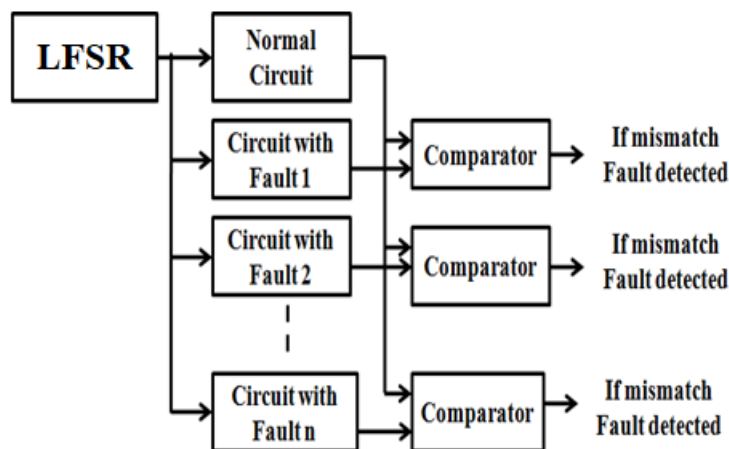 LFSR
Normal
Circuit
Circuit with
Fault 1
Comparator
If mismatch
Fault detected
Circuit with
Fault 2
Comparator
If mismatch
Fault detected
Circuit with
Fault n
Comparator
If mismatch
Fault detected